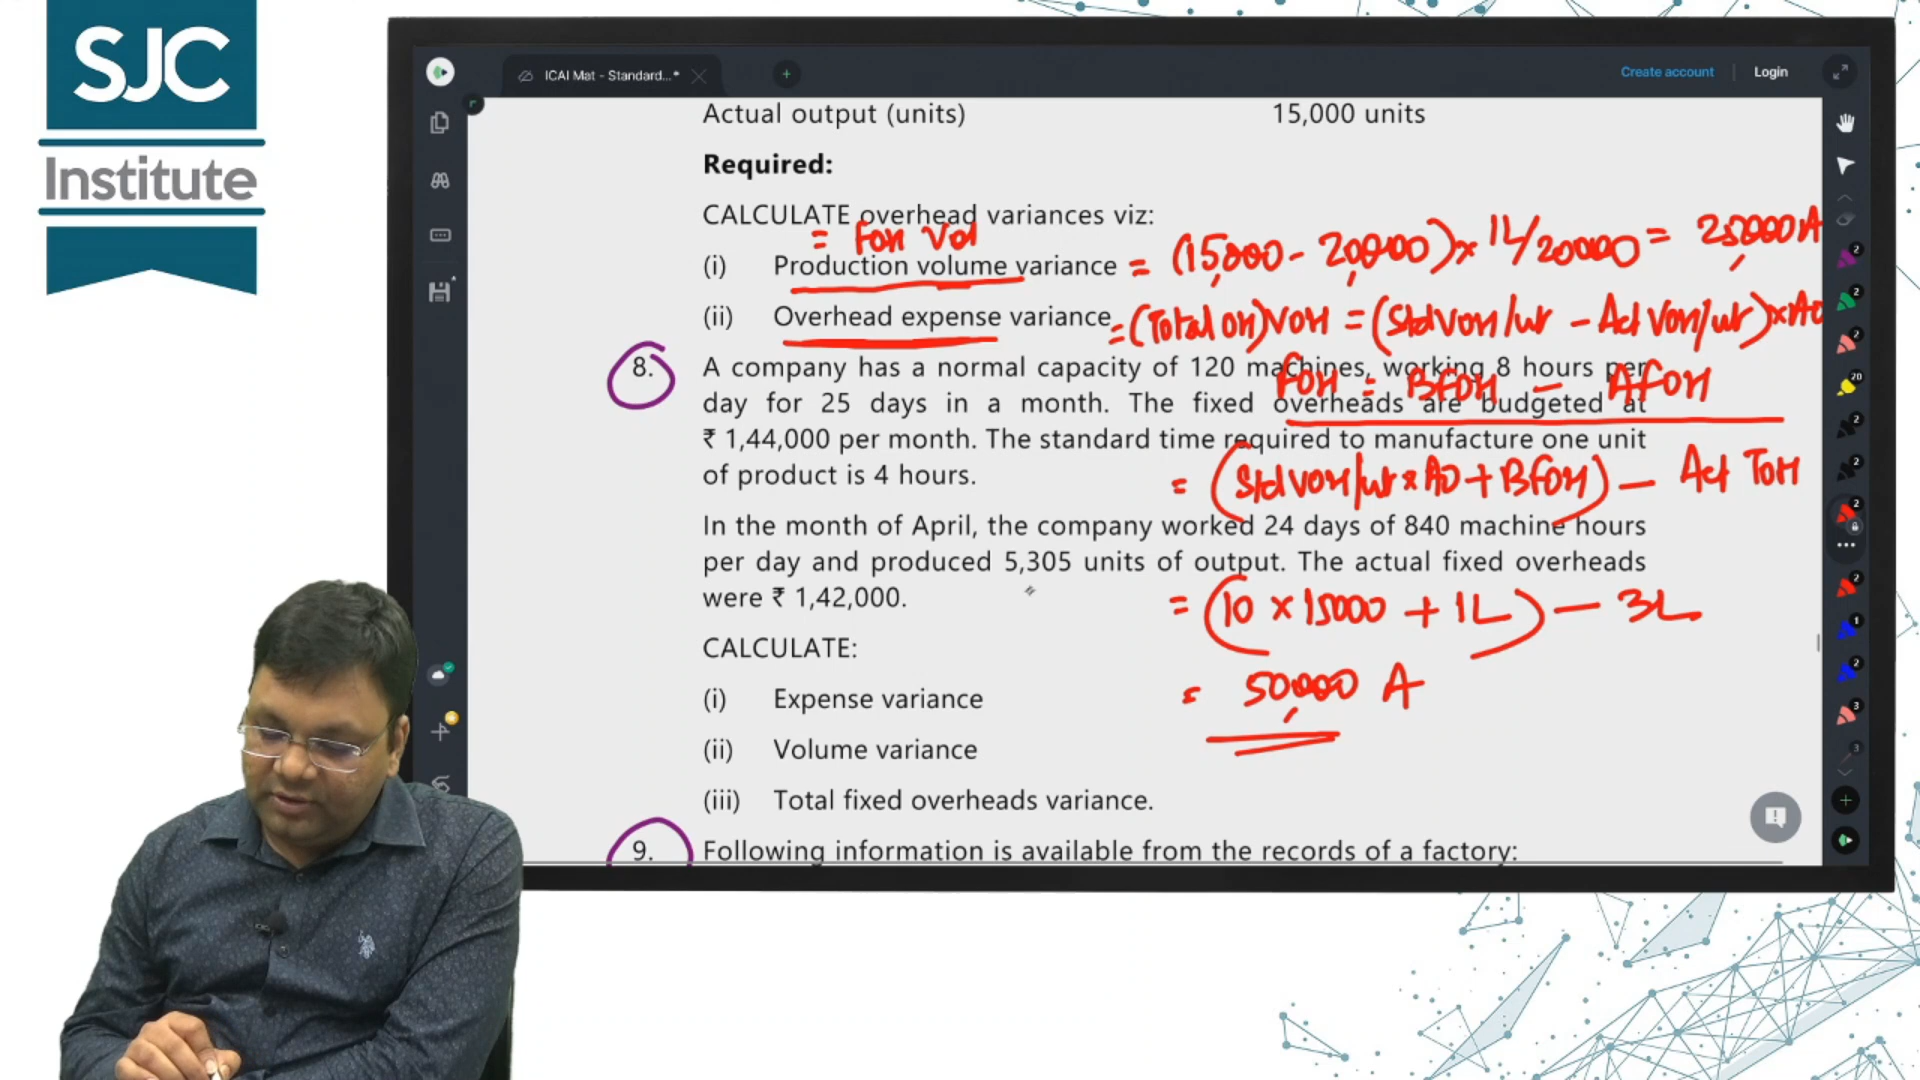 SJC
Institute
ICAI Mat - Standard...*
Create account
Login
Actual output (units) 15,000 units
Required:
CALCULATE overhead variances viz:
= FOH Vol
(i) Production volume variance = (15,000 - 20,000) × 1L/20000 = 25,000 A
(ii) Overhead expense variance = (Total OH) VOH = (Std VOH/ut - Act VOH/ut) × AO
FOH = BFOH - AFOH
= (Std VOH/ut × AO + BFOH) - Act TOH
= (10 × 15000 + 1L) - 3L
= 50,000 A
8. A company has a normal capacity of 120 machines, working 8 hours per
day for 25 days in a month. The fixed overheads are budgeted at
₹ 1,44,000 per month. The standard time required to manufacture one unit
of product is 4 hours.
In the month of April, the company worked 24 days of 840 machine hours
per day and produced 5,305 units of output. The actual fixed overheads
were ₹ 1,42,000.
CALCULATE:
(i) Expense variance
(ii) Volume variance
(iii) Total fixed overheads variance.
9. Following information is available from the records of a factory: